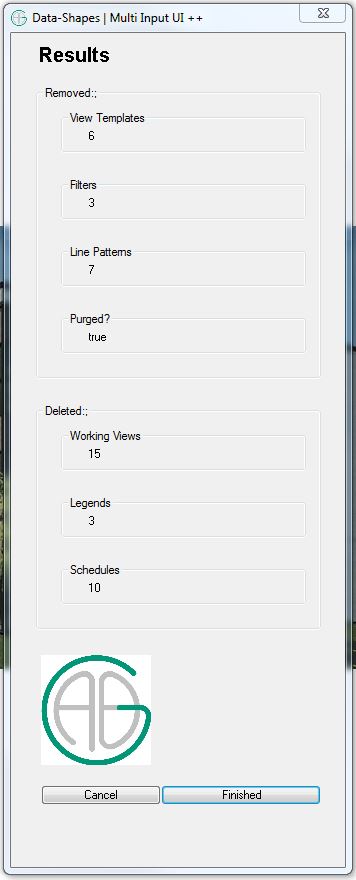 Data-Shapes | Multi Input UI ++
Results
Removed:;
View Templates
6
Filters
3
Line Patterns
7
Purged?
true
Deleted:;
Working Views
15
Legends
3
Schedules
10
AG
Cancel Finished